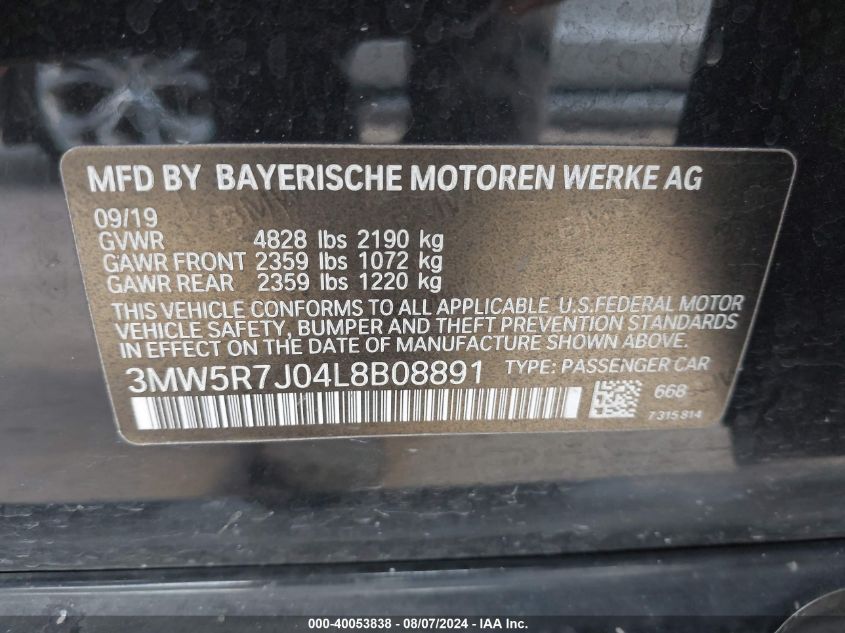 MFD BY BAYERISCHE MOTOREN WERKE AG
09/19
GVWR 4828 lbs 2190 kg
GAWR FRONT 2359 lbs 1072 kg
GAWR REAR 2359 lbs 1220 kg
THIS VEHICLE CONFORMS TO ALL APPLICABLE U.S.FEDERAL MOTOR
VEHICLE SAFETY, BUMPER AND THEFT PREVENTION STANDARDS
IN EFFECT ON THE DATE OF MANUFACTURE SHOWN ABOVE.
3MW5R7J04L8B08891 TYPE: PASSENGER CAR
668
7 315 814
000-40053838 - 08/07/2024 - IAA Inc.